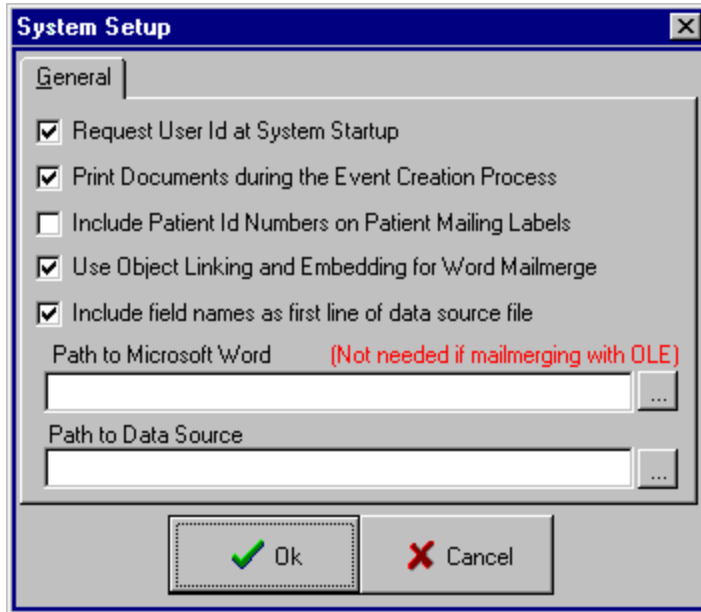 System Setup
General
Request User Id at System Startup
Print Documents during the Event Creation Process
Include Patient Id Numbers on Patient Mailing Labels
Use Object Linking and Embedding for Word Mailmerge
Include field names as first line of data source file
Path to Microsoft Word (Not needed if mailmerging with OLE)
...
Path to Data Source
...
Ok Cancel